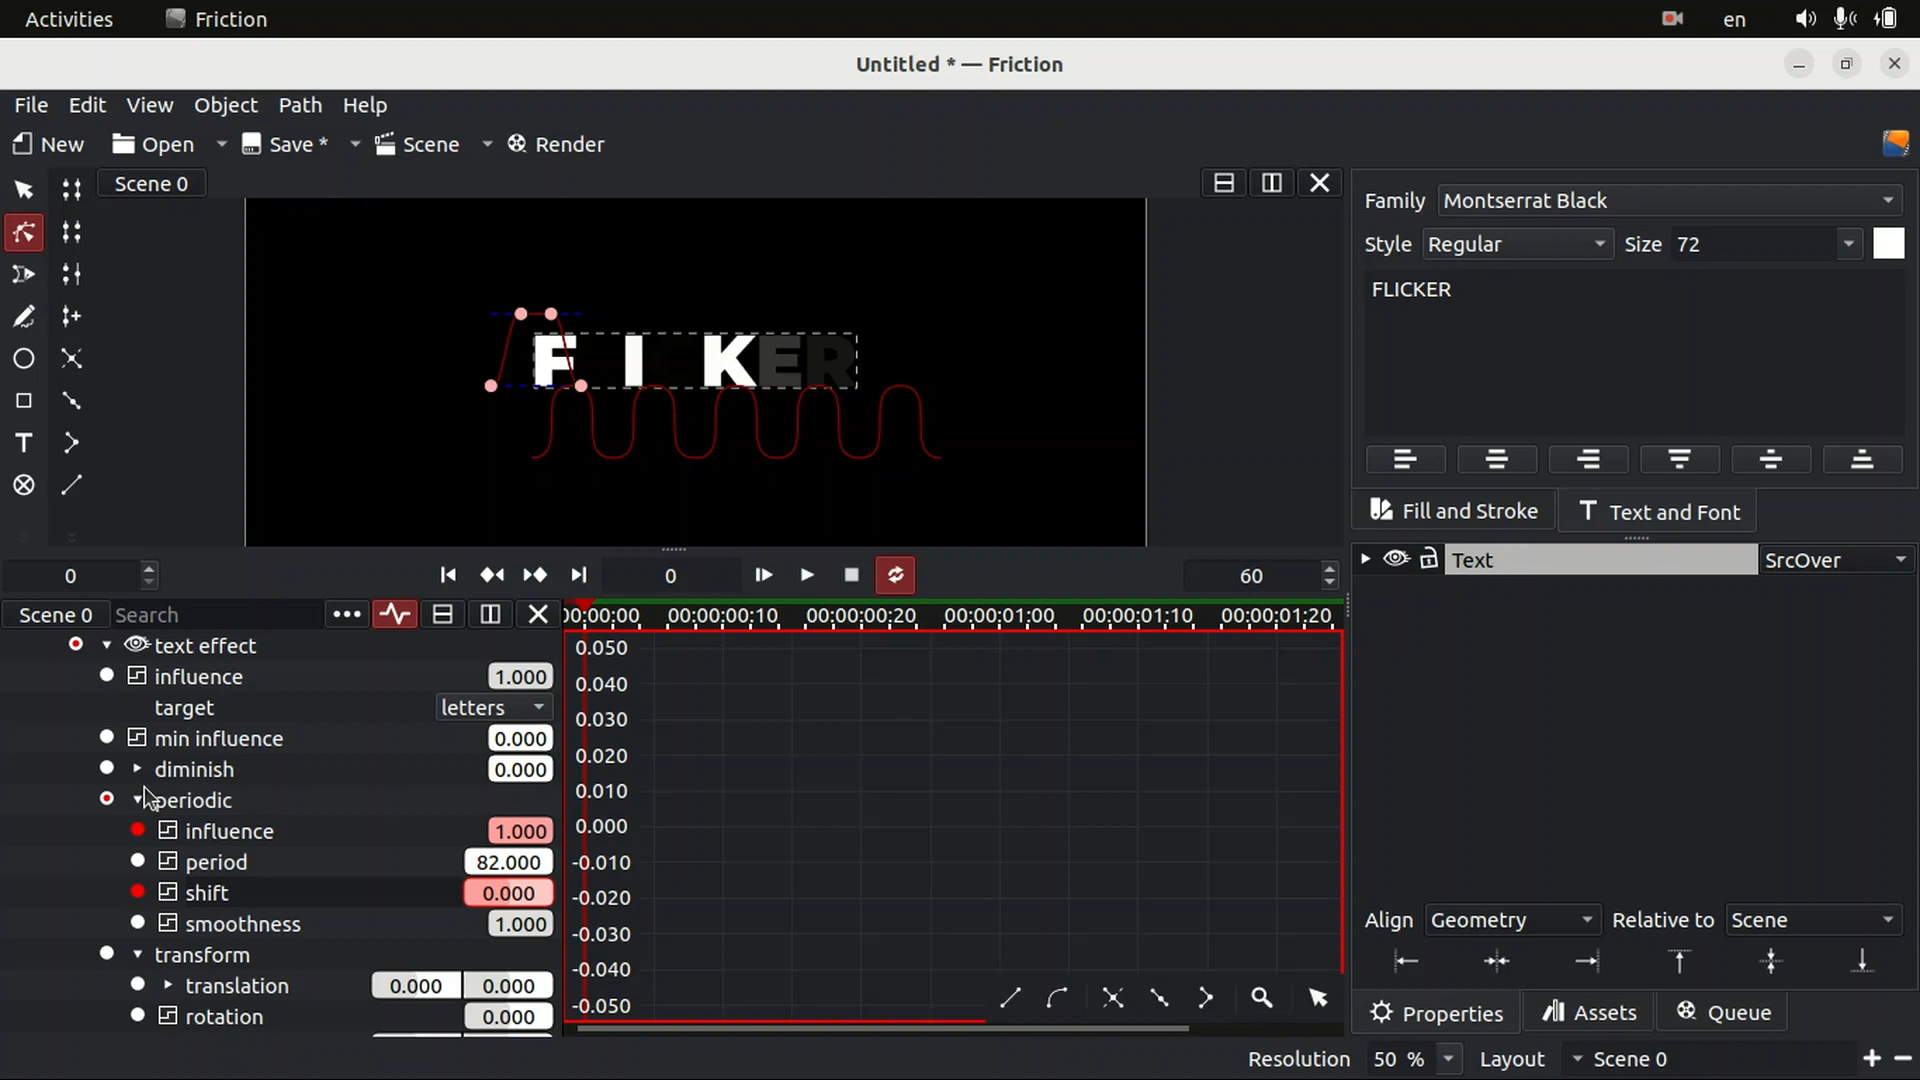 Activities Friction en
Untitled * — Friction
File Edit View Object Path Help
New Open Save * Scene Render
Scene 0
Family Montserrat Black
Style Regular Size 72
FLICKER
F I KER
Fill and Stroke Text and Font
0 0 60
Text SrcOver
Scene 0 Search
00:00:00 00:00:00;10 00:00:00;20 00:00:01:00 00:00:01;10 00:00:01;20
text effect
influence 1.000
target letters
min influence 0.000
diminish 0.000
periodic
influence 1.000
period 82.000
shift 0.000
smoothness 1.000
transform
translation 0.000 0.000
rotation 0.000
0.050
0.040
0.030
0.020
0.010
0.000
-0.010
-0.020
-0.030
-0.040
-0.050
Align Geometry Relative to Scene
Properties Assets Queue
Resolution 50 % Layout Scene 0